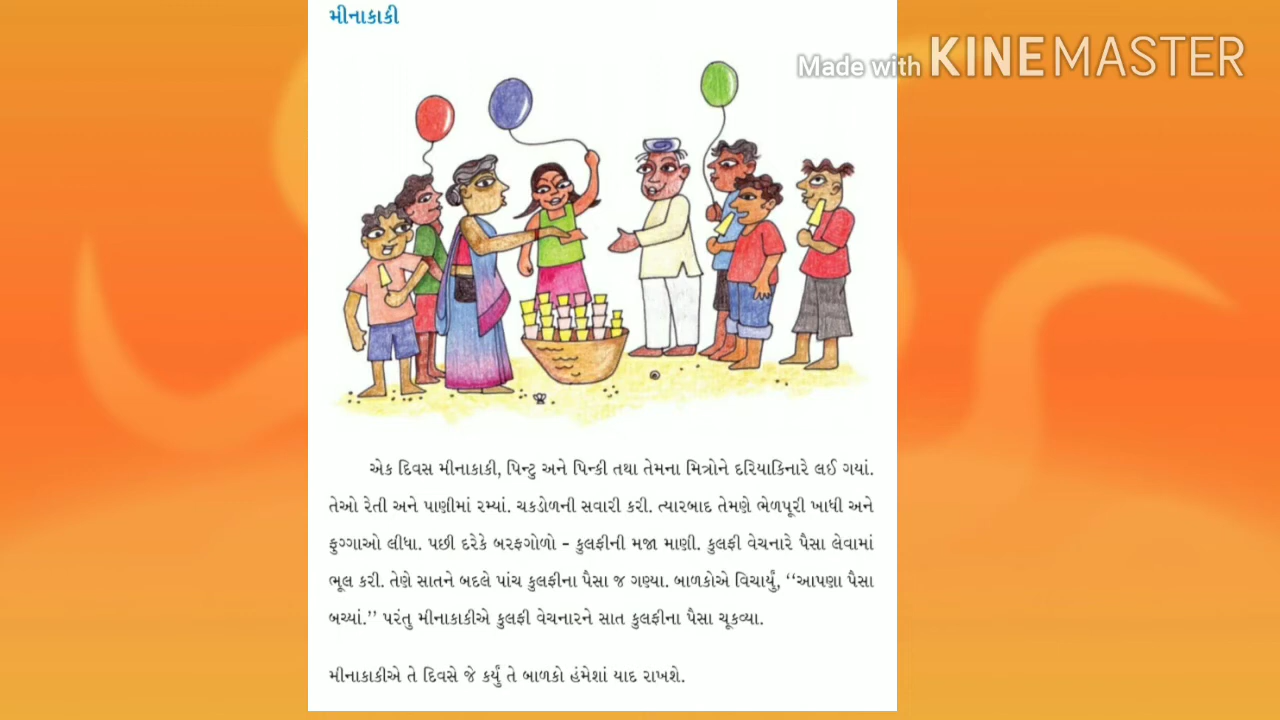 મીનાકાકી
Made with KINEMASTER
એક દિવસ મીનાકાકી, પિન્ટુ અને પિન્કી તથા તેમના મિત્રોને દરિયાકિનારે લઈ ગયાં.
તેઓ રેતી અને પાણીમાં રમ્યાં. ચકડોળની સવારી કરી. ત્યારબાદ તેમણે ભેળપૂરી ખાધી અને
ફુગ્ગાઓ લીધા. પછી દરેકે બરફગોળો - કુલફીની મજા માણી. કુલફી વેચનારે પૈસા લેવામાં
ભૂલ કરી. તેણે સાતને બદલે પાંચ કુલફીના પૈસા જ ગણ્યા. બાળકોએ વિચાર્યું, ‘‘આપણા પૈસા
બચ્યાં.’’ પરંતુ મીનાકાકીએ કુલફી વેચનારને સાત કુલફીના પૈસા ચૂકવ્યા.
મીનાકાકીએ તે દિવસે જે કર્યું તે બાળકો હંમેશાં યાદ રાખશે.